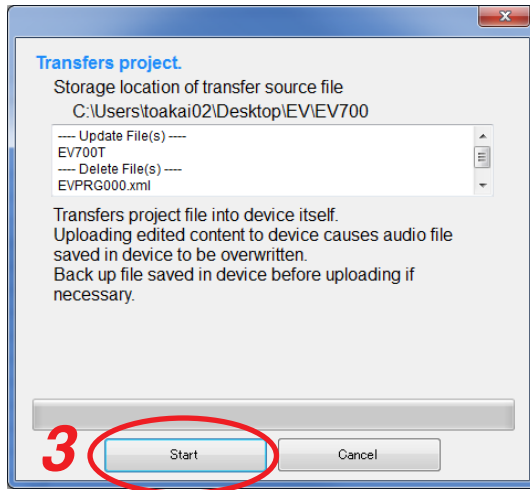 Transfers project.
Storage location of transfer source file
C:\Users\toakai02\Desktop\EV\EV700
---- Update File(s) ----
EV700T
---- Delete File(s) ----
EVPRG000.xml
Transfers project file into device itself.
Uploading edited content to device causes audio file
saved in device to be overwritten.
Back up file saved in device before uploading if
necessary.
3
Start
Cancel